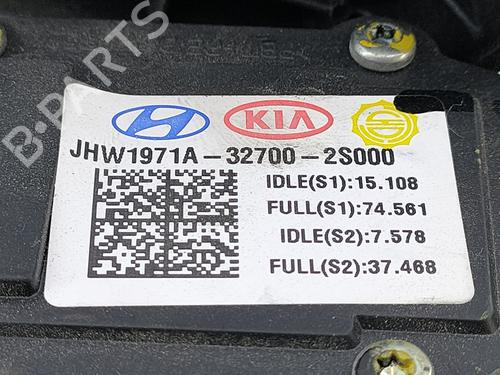 B-PARTS
KIA
JHW1971A-32700-2S000
IDLE(S1):15.108
FULL(S1):74.561
IDLE(S2):7.578
FULL(S2):37.468